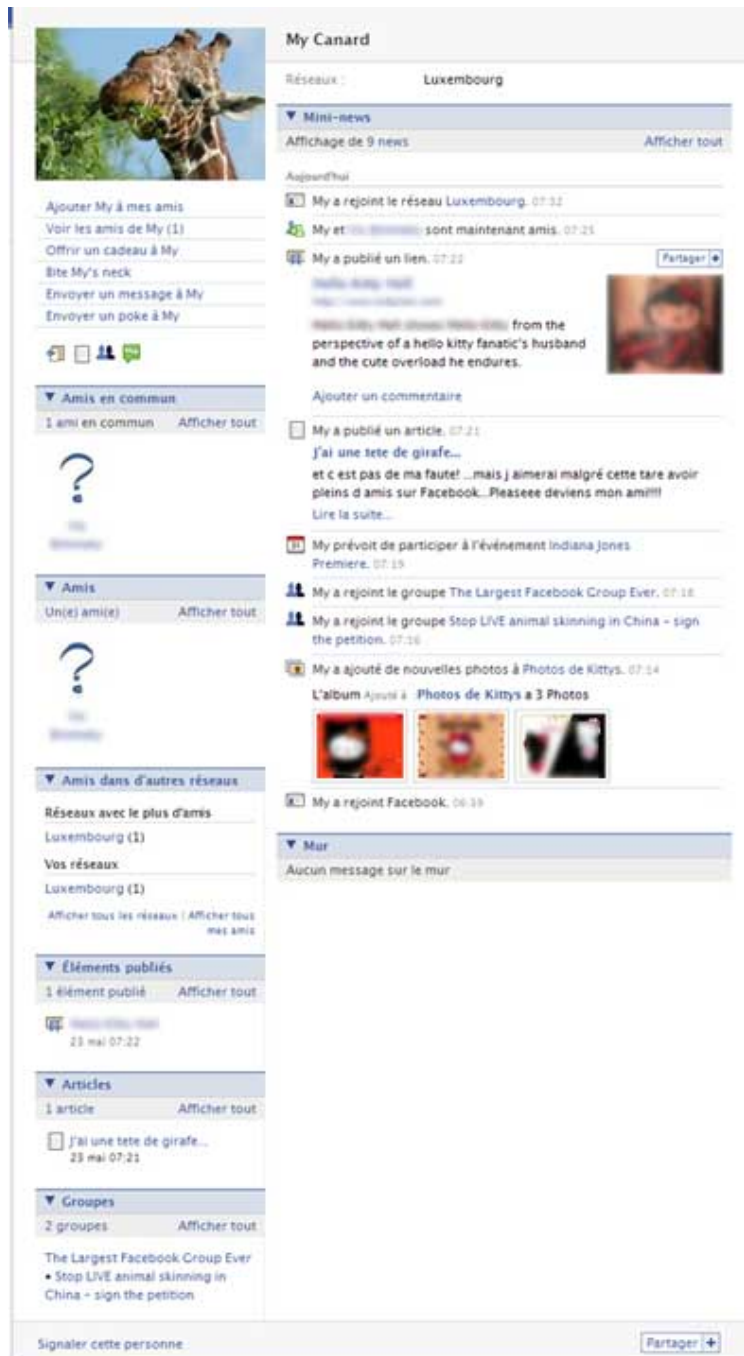 My Canard
Réseaux : Luxembourg
Ajouter My à mes amis
Voir les amis de My (1)
Offrir un cadeau à My
Bite My's neck
Envoyer un message à My
Envoyer un poke à My
▼ Amis en commun
1 ami en commun Afficher tout
?
▼ Amis
Un(e) ami(e) Afficher tout
?
▼ Amis dans d'autres réseaux
Réseaux avec le plus d'amis
Luxembourg (1)
Vos réseaux
Luxembourg (1)
Afficher tous les réseaux | Afficher tous
mes amis
▼ Éléments publiés
1 élément publié Afficher tout
23 mai 07:22
▼ Articles
1 article Afficher tout
J'ai une tete de girafe...
23 mai 07:21
▼ Groupes
2 groupes Afficher tout
The Largest Facebook Group Ever
• Stop LIVE animal skinning in
China – sign the petition
▼ Mini-news
Affichage de 9 news Afficher tout
Aujourd'hui
My a rejoint le réseau Luxembourg. 07:32
My et sont maintenant amis. 07:25
My a publié un lien. 07:22 Partager +
from the
perspective of a hello kitty fanatic's husband
and the cute overload he endures.
Ajouter un commentaire
My a publié un article. 07:21
J'ai une tete de girafe...
et c est pas de ma faute! ...mais j aimerai malgré cette tare avoir
pleins d amis sur Facebook...Pleaseee deviens mon ami!!!!
Lire la suite...
31 My prévoit de participer à l'événement Indiana Jones
Premiere. 07:19
My a rejoint le groupe The Largest Facebook Group Ever. 07:18
My a rejoint le groupe Stop LIVE animal skinning in China – sign
the petition. 07:16
My a ajouté de nouvelles photos à Photos de Kittys. 07:14
L'album Ajouté à Photos de Kittys a 3 Photos
My a rejoint Facebook. 06:39
▼ Mur
Aucun message sur le mur
Signaler cette personne Partager +